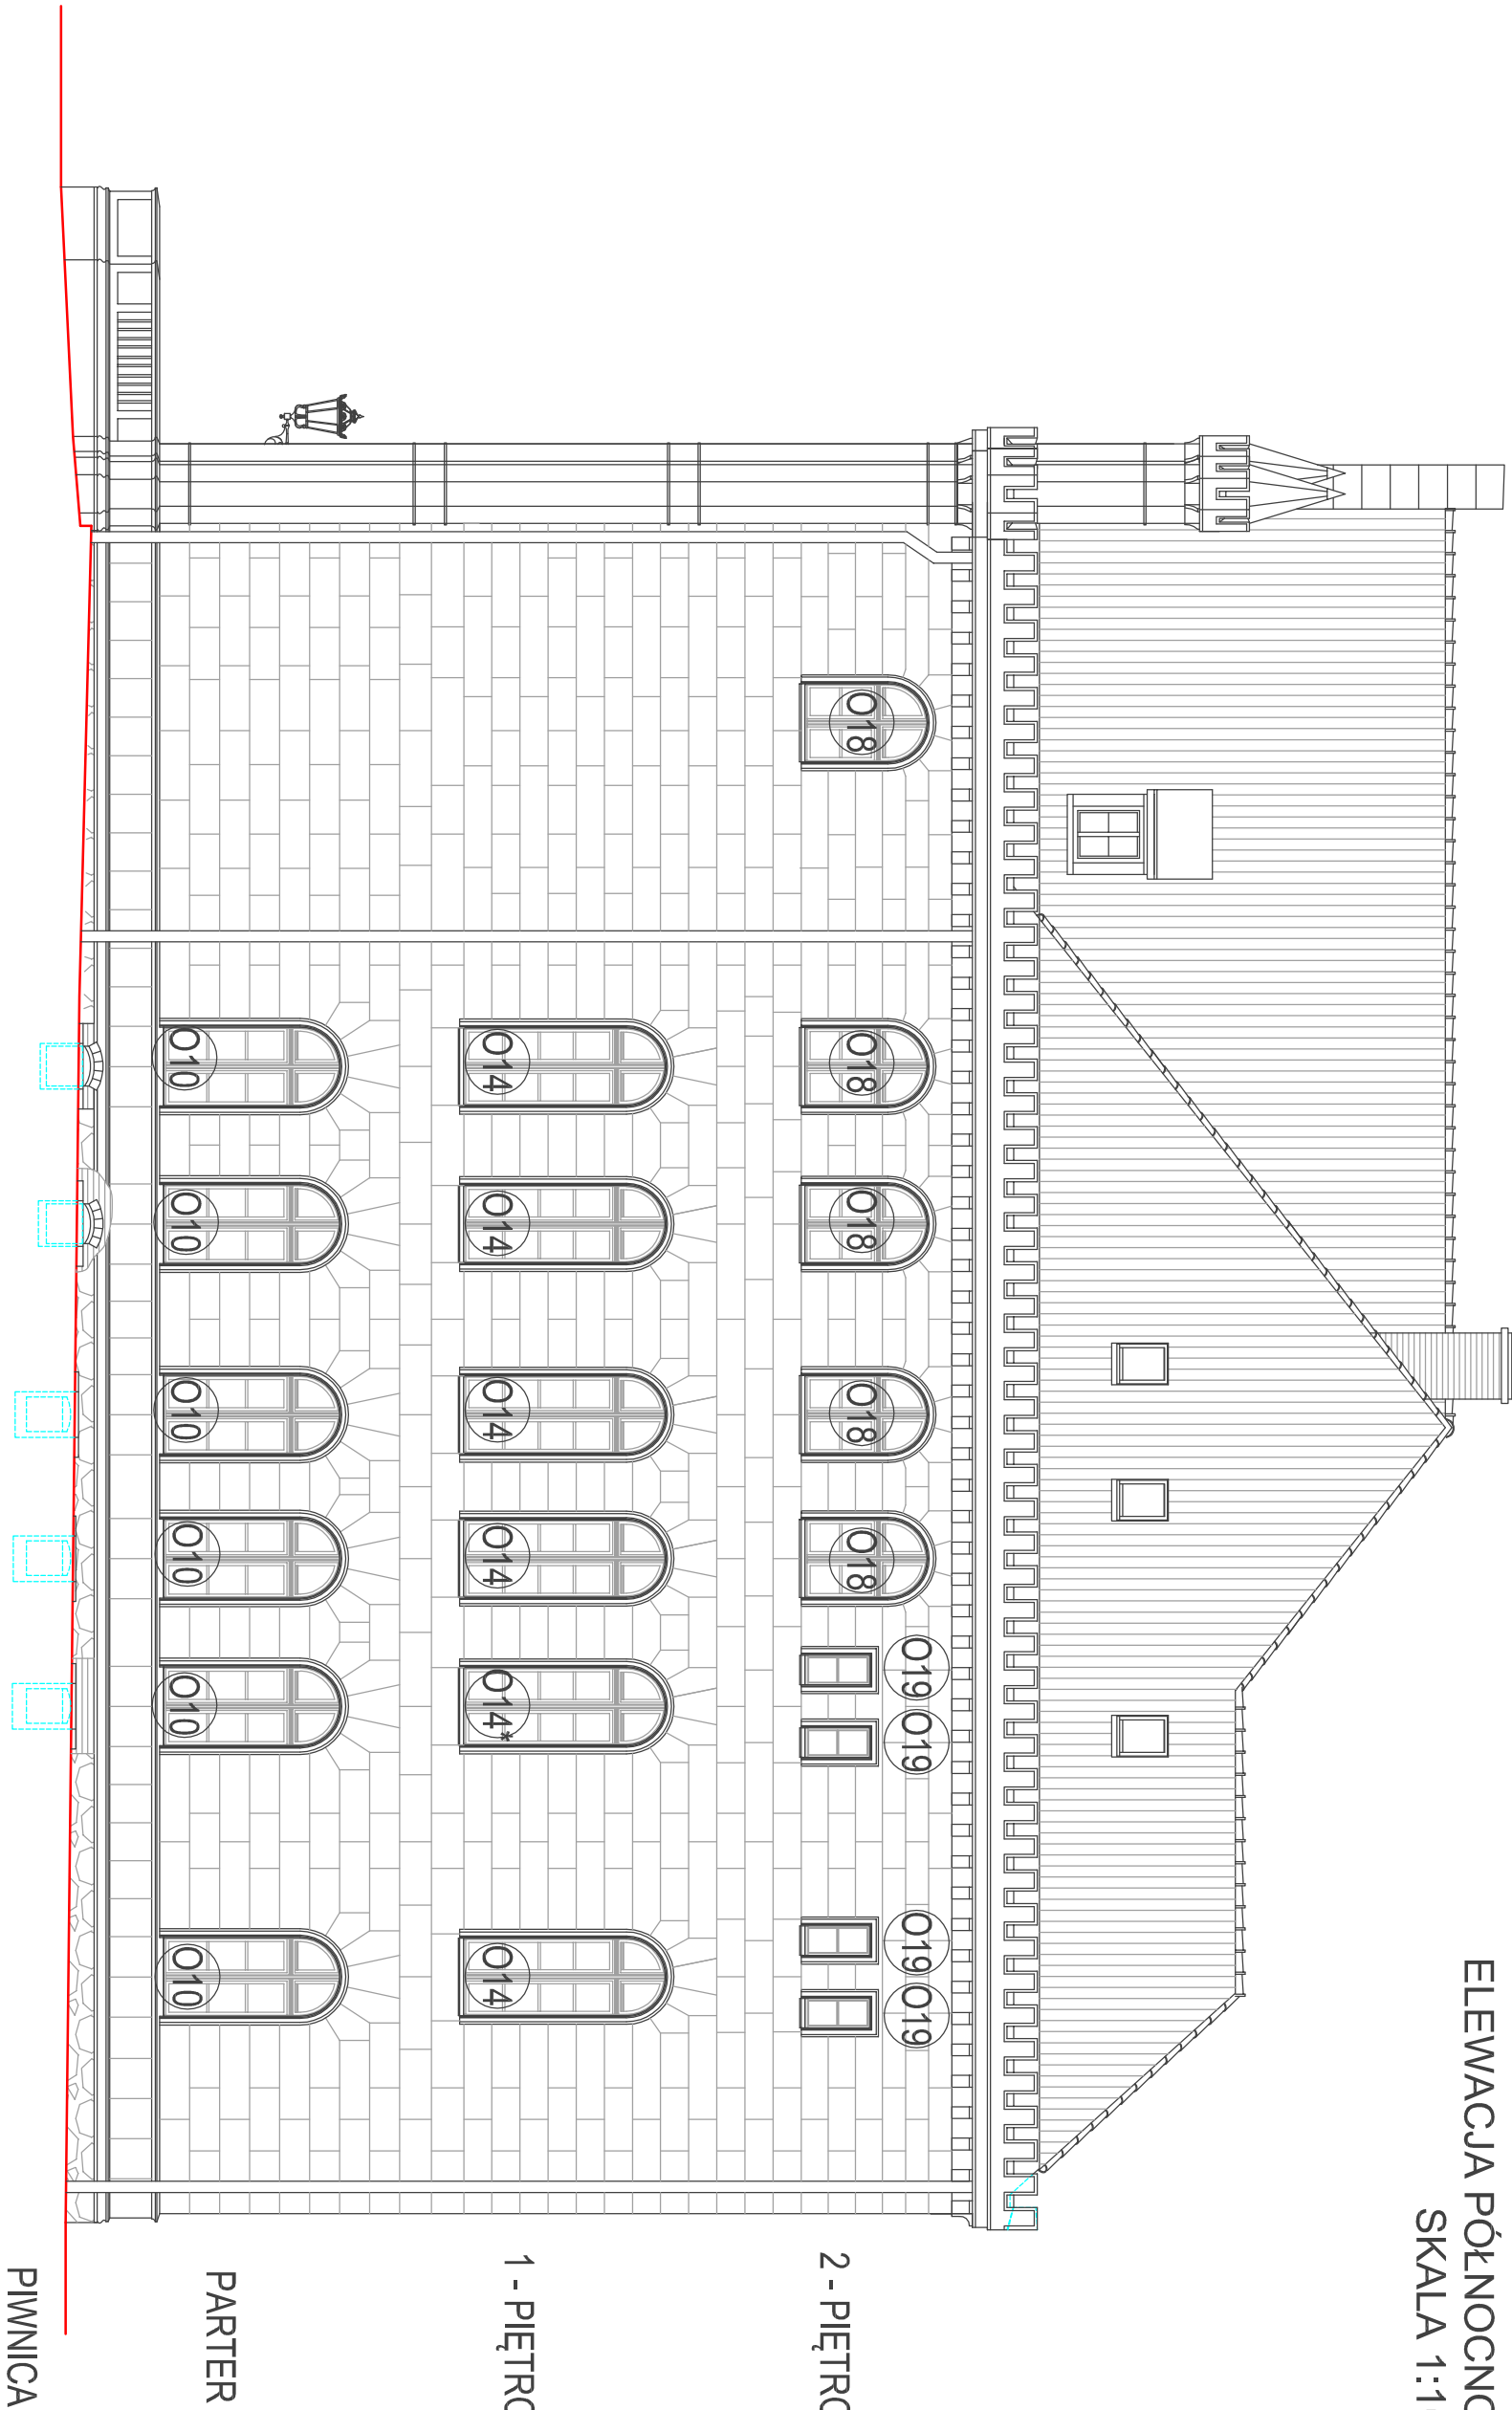 ELEWACJA PÓŁNOCNO
SKALA 1:1
O19 O19 O19 O19
O18 O18 O18 O18 O18
2 - PIĘTRO
O14 O14 O14 O14 O14* O14
1 - PIĘTRO
O10 O10 O10 O10 O10 O10
PARTER
PIWNICA